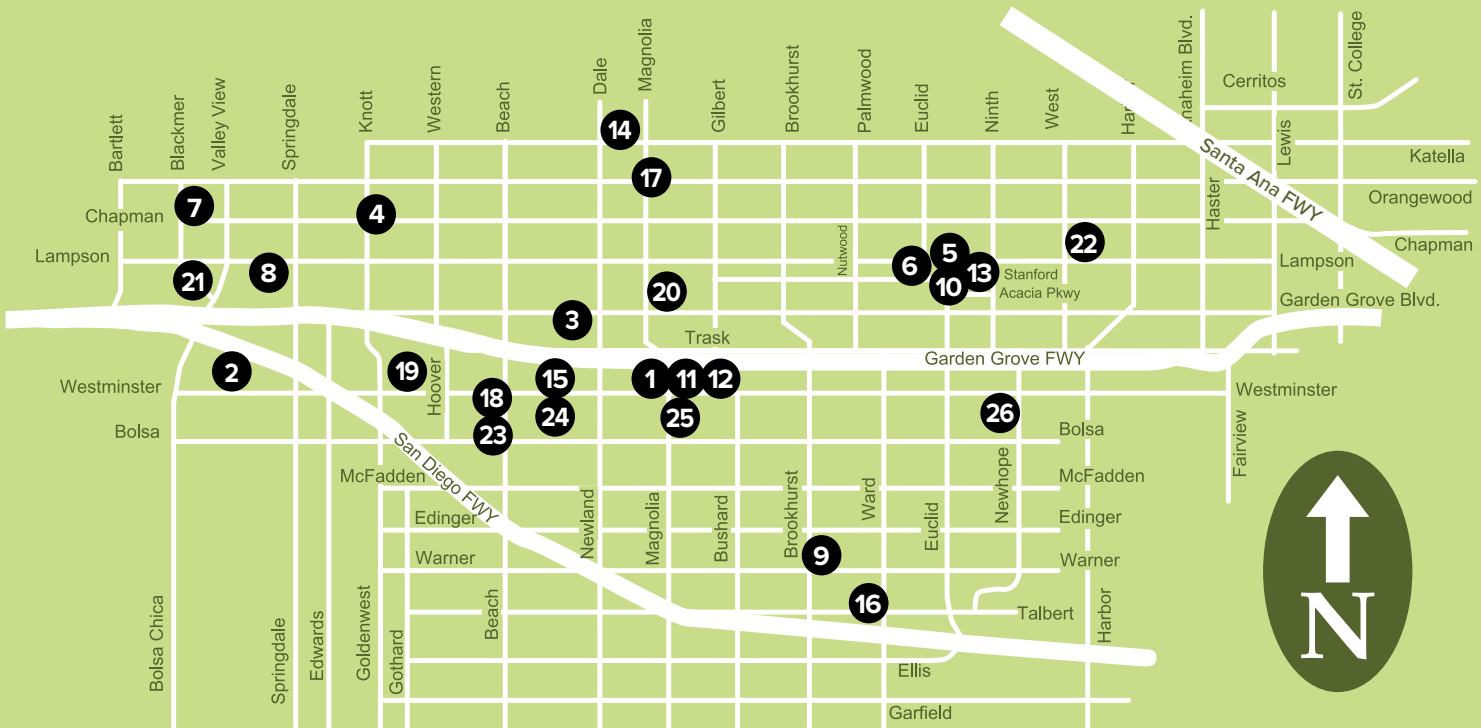 Bartlett
Blackmer
Valley View
Springdale
Knott
Western
Beach
Dale
Magnolia
Gilbert
Brookhurst
Palmwood
Euclid
Ninth
West
Har
naheim Blvd.
Cerritos
Lewis
St. College
14
Santa Ana FWY
Katella
17
Orangewood
7
4
Chapman
Haster
Chapman
22
Lampson
Nutwood
5
6
13
Stanford
Lampson
21
8
20
10
Acacia Pkwy
Garden Grove Blvd.
3
Trask
Garden Grove FWY
2
19
15
1
11
12
Westminster
Hoover
18
Westminster
24
25
26
Bolsa
23
Bolsa
San Diego FWY
McFadden
Newhope
McFadden
Fairview
Edinger
Newland
Magnolia
Bushard
Brookhurst
Ward
Euclid
Edinger
Warner
9
Warner
16
Talbert
Bolsa Chica
Springdale
Edwards
Goldenwest
Gothard
Beach
Harbor
Ellis
Garfield
N